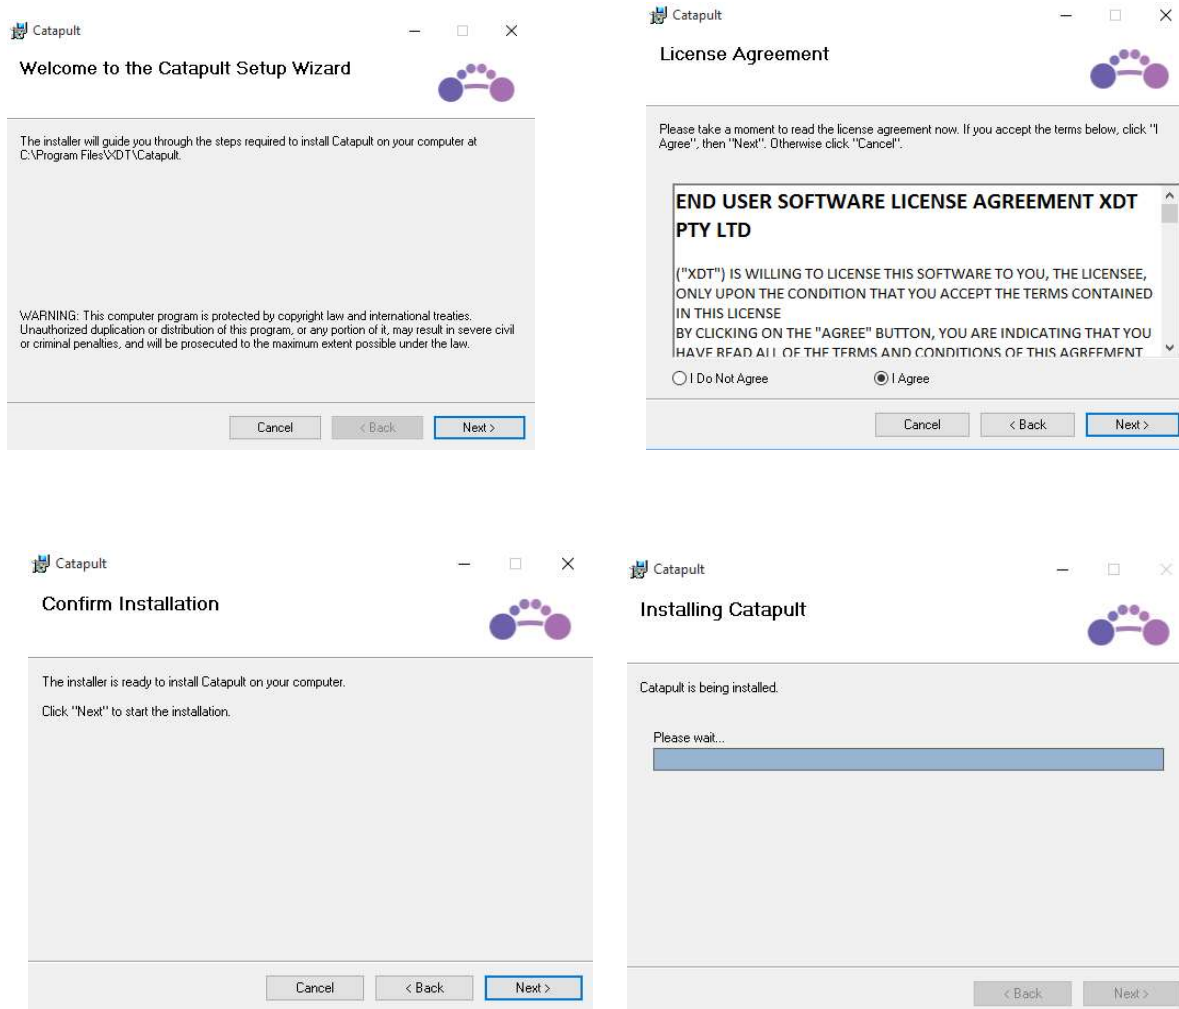 Catapult
Welcome to the Catapult Setup Wizard
The installer will guide you through the steps required to install Catapult on your computer at
C:\Program Files\XDT\Catapult.
WARNING: This computer program is protected by copyright law and international treaties.
Unauthorized duplication or distribution of this program, or any portion of it, may result in severe civil
or criminal penalties, and will be prosecuted to the maximum extent possible under the law.
Cancel
< Back
Next >
Catapult
License Agreement
Please take a moment to read the license agreement now. If you accept the terms below, click "I
Agree", then "Next". Otherwise click "Cancel".
END USER SOFTWARE LICENSE AGREEMENT XDT
PTY LTD
("XDT") IS WILLING TO LICENSE THIS SOFTWARE TO YOU, THE LICENSEE,
ONLY UPON THE CONDITION THAT YOU ACCEPT THE TERMS CONTAINED
IN THIS LICENSE
BY CLICKING ON THE "AGREE" BUTTON, YOU ARE INDICATING THAT YOU
HAVE READ ALL OF THE TERMS AND CONDITIONS OF THIS AGREEMENT
I Do Not Agree
I Agree
Cancel
< Back
Next >
Catapult
Confirm Installation
The installer is ready to install Catapult on your computer.
Click "Next" to start the installation.
Cancel
< Back
Next >
Catapult
Installing Catapult
Catapult is being installed.
Please wait...
< Back
Next >